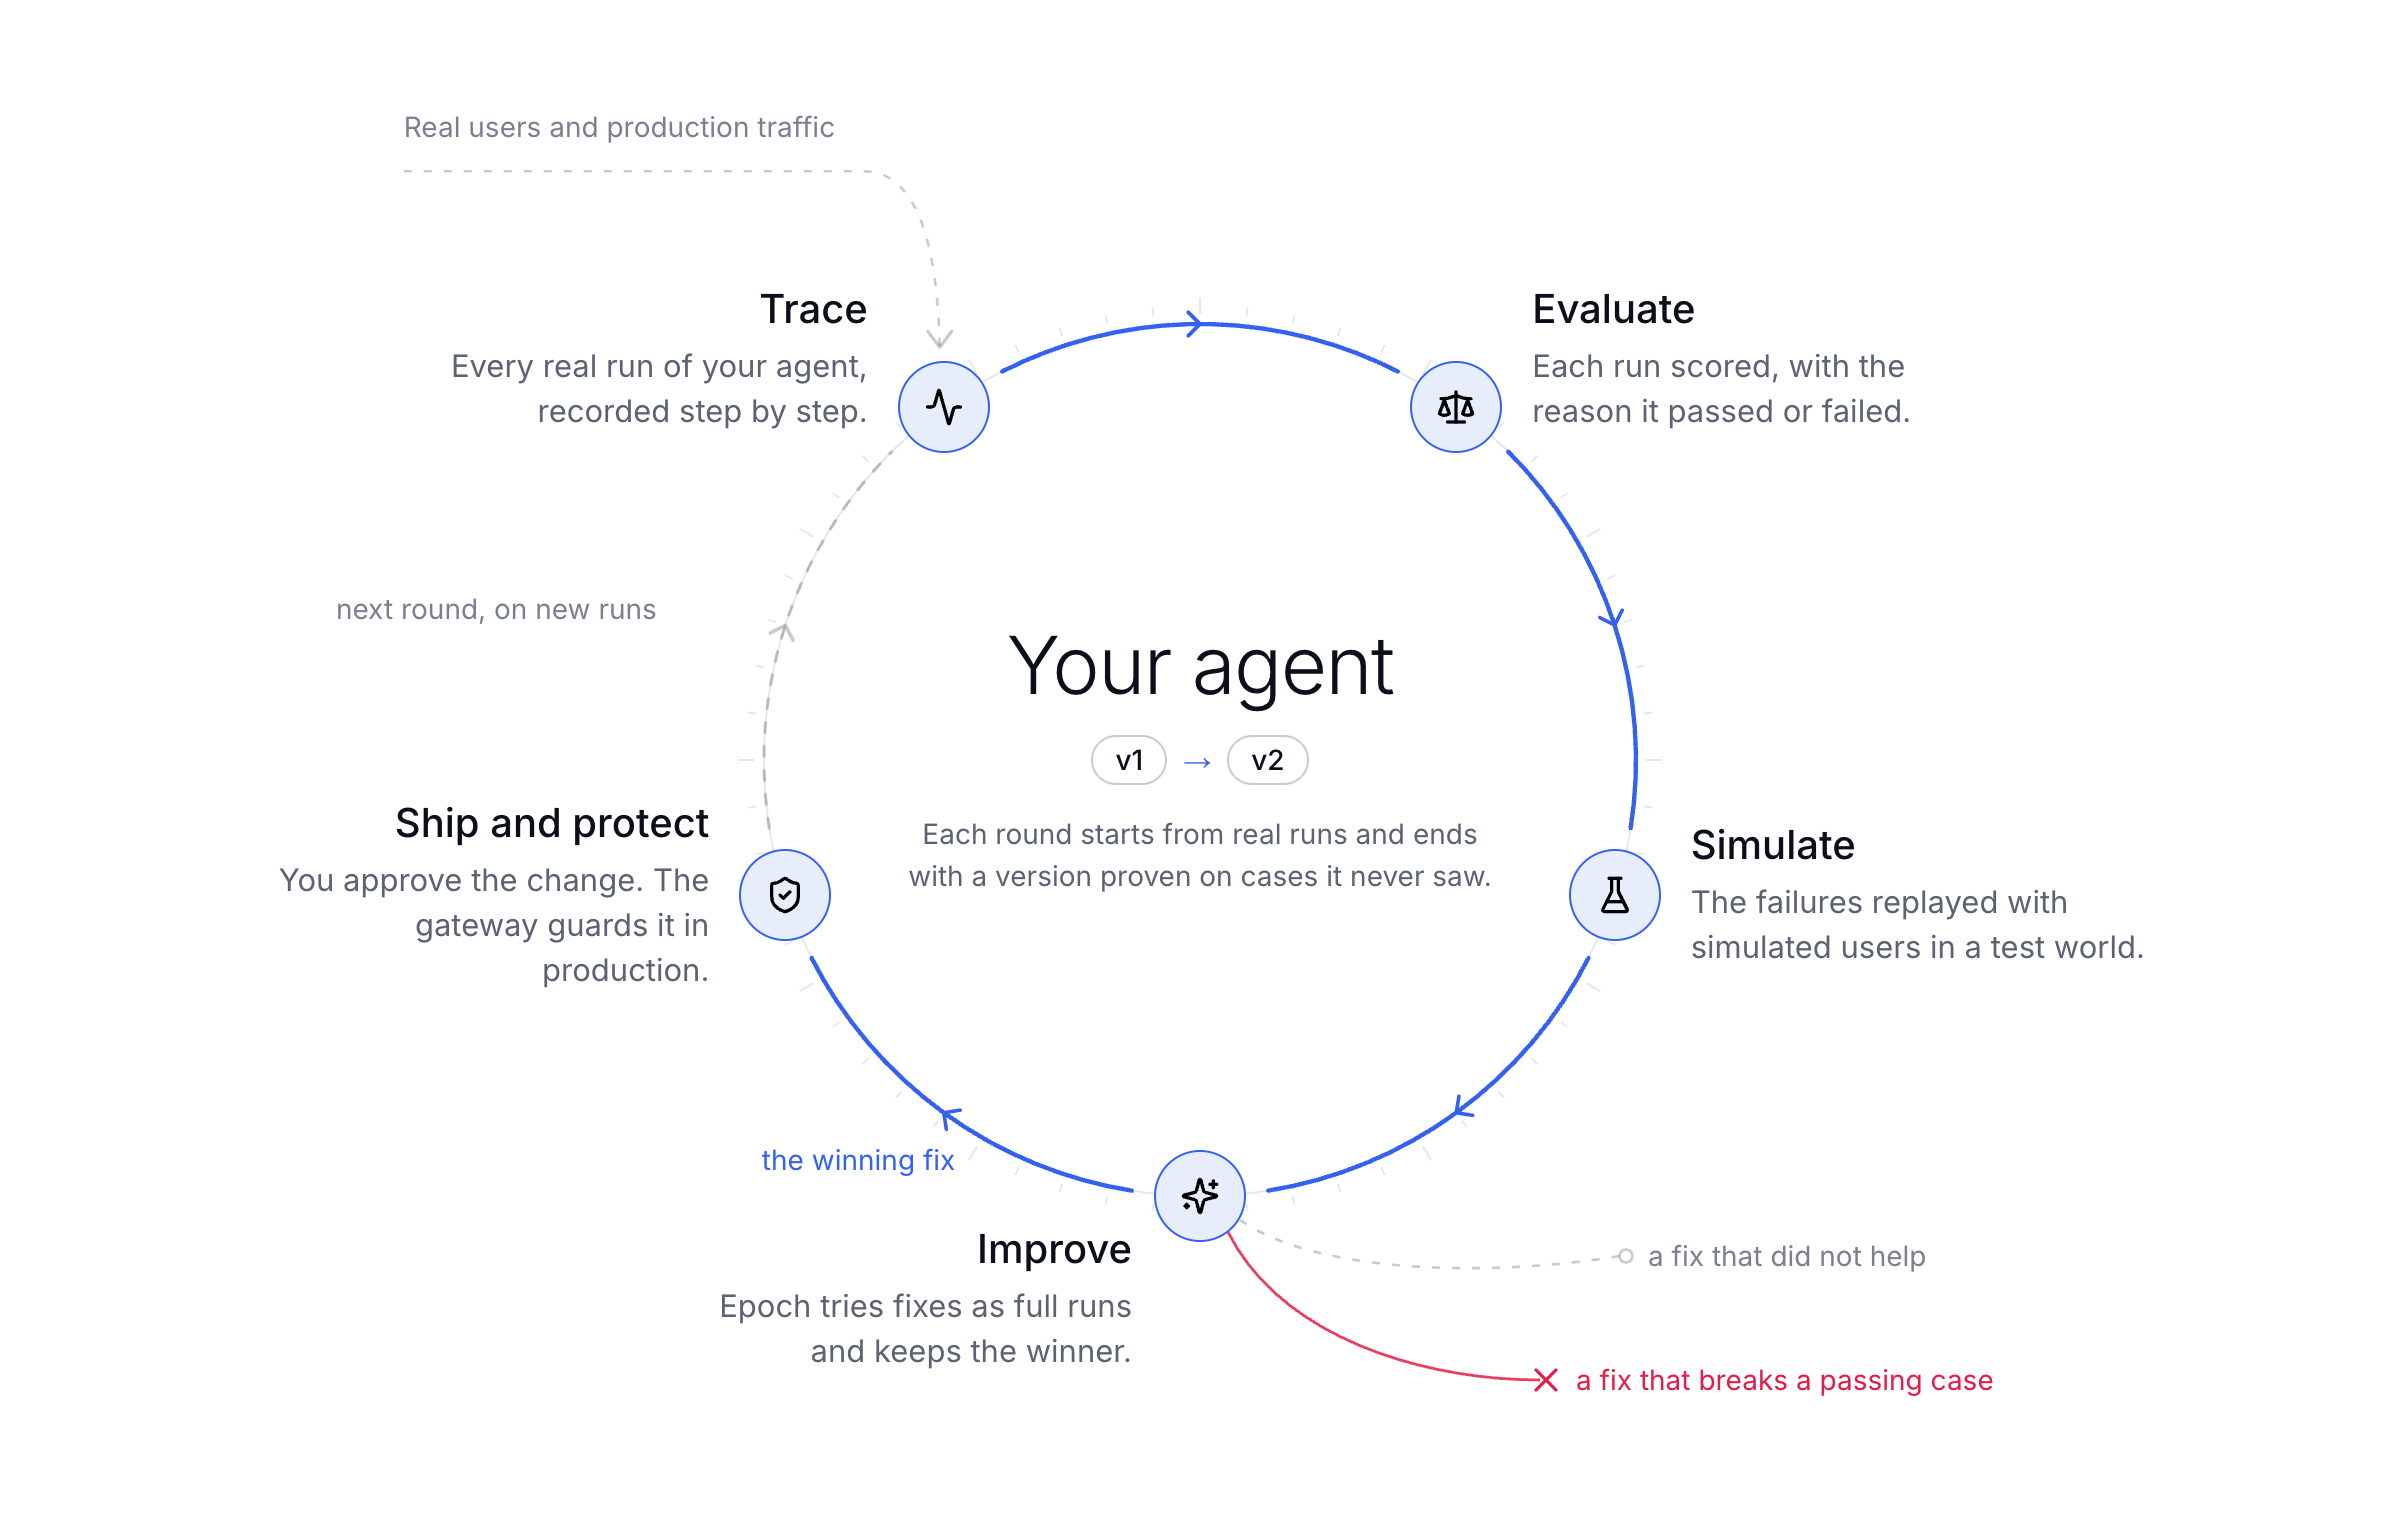 Real users and production traffic
Trace
Every real run of your agent,
recorded step by step.
Evaluate
Each run scored, with the
reason it passed or failed.
next round, on new runs
Your agent
v1 → v2
Each round starts from real runs and ends
with a version proven on cases it never saw.
Ship and protect
You approve the change. The
gateway guards it in
production.
Simulate
The failures replayed with
simulated users in a test world.
the winning fix
Improve
Epoch tries fixes as full runs
and keeps the winner.
a fix that did not help
a fix that breaks a passing case